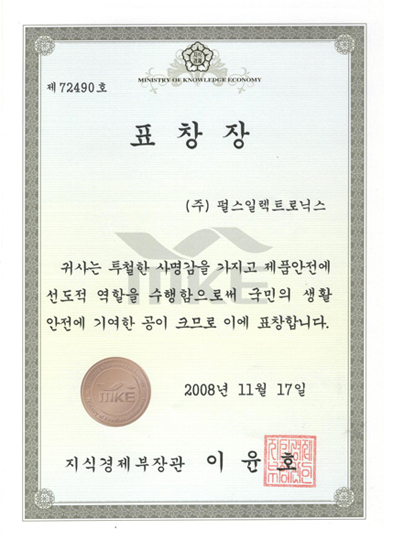 MINISTRY OF KNOWLEDGE ECONOMY
제 72490 호
표 창 장
(주) 펄스일렉트로닉스
귀사는 투철한 사명감을 가지고 제품안전에
선도적 역할을 수행함으로써 국민의 생활
안전에 기여한 공이 크므로 이에 표창합니다.
MKE
MKE
2008년 11월 17일
지식경제부장관 이 윤 호